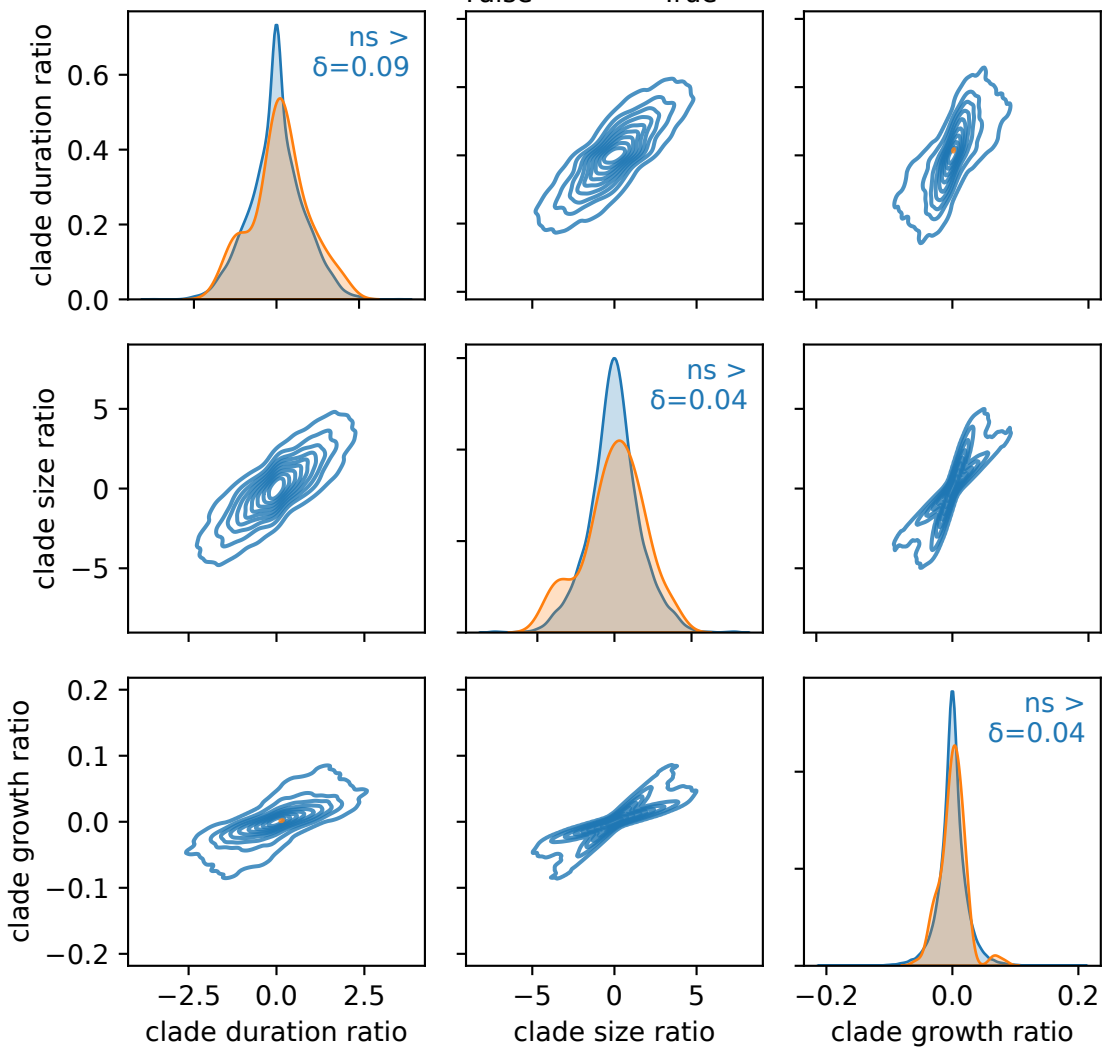 clade duration ratio
0.6
0.4
0.2
0.0
ns >
δ=0.09
clade size ratio
5
0
−5
ns >
δ=0.04
clade growth ratio
0.2
0.1
0.0
−0.1
−0.2
ns >
δ=0.04
−2.5 0.0 2.5
−5 0 5
−0.2 0.0 0.2
clade duration ratio
clade size ratio
clade growth ratio